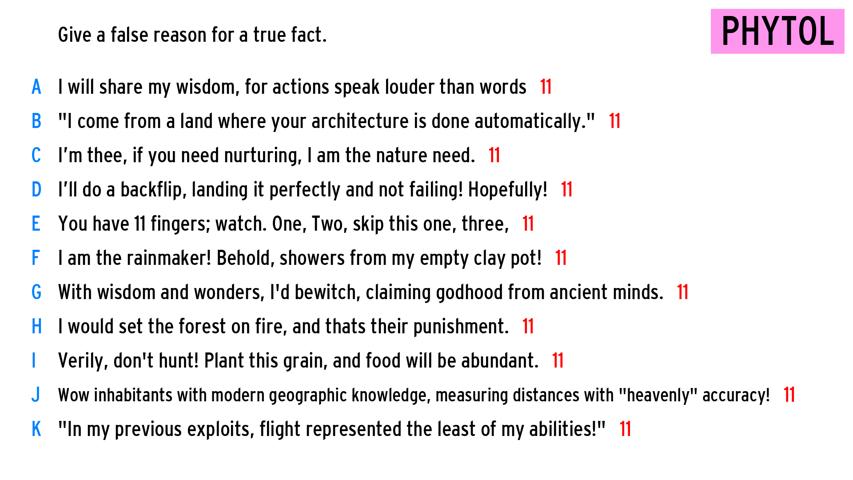 Give a false reason for a true fact.
PHYTOL
A I will share my wisdom, for actions speak louder than words 11
B "I come from a land where your architecture is done automatically." 11
C I'm thee, if you need nurturing, I am the nature need. 11
D I'll do a backflip, landing it perfectly and not failing! Hopefully! 11
E You have 11 fingers; watch. One, Two, skip this one, three, 11
F I am the rainmaker! Behold, showers from my empty clay pot! 11
G With wisdom and wonders, I'd bewitch, claiming godhood from ancient minds. 11
H I would set the forest on fire, and thats their punishment. 11
I Verily, don't hunt! Plant this grain, and food will be abundant. 11
J Wow inhabitants with modern geographic knowledge, measuring distances with "heavenly" accuracy! 11
K "In my previous exploits, flight represented the least of my abilities!" 11